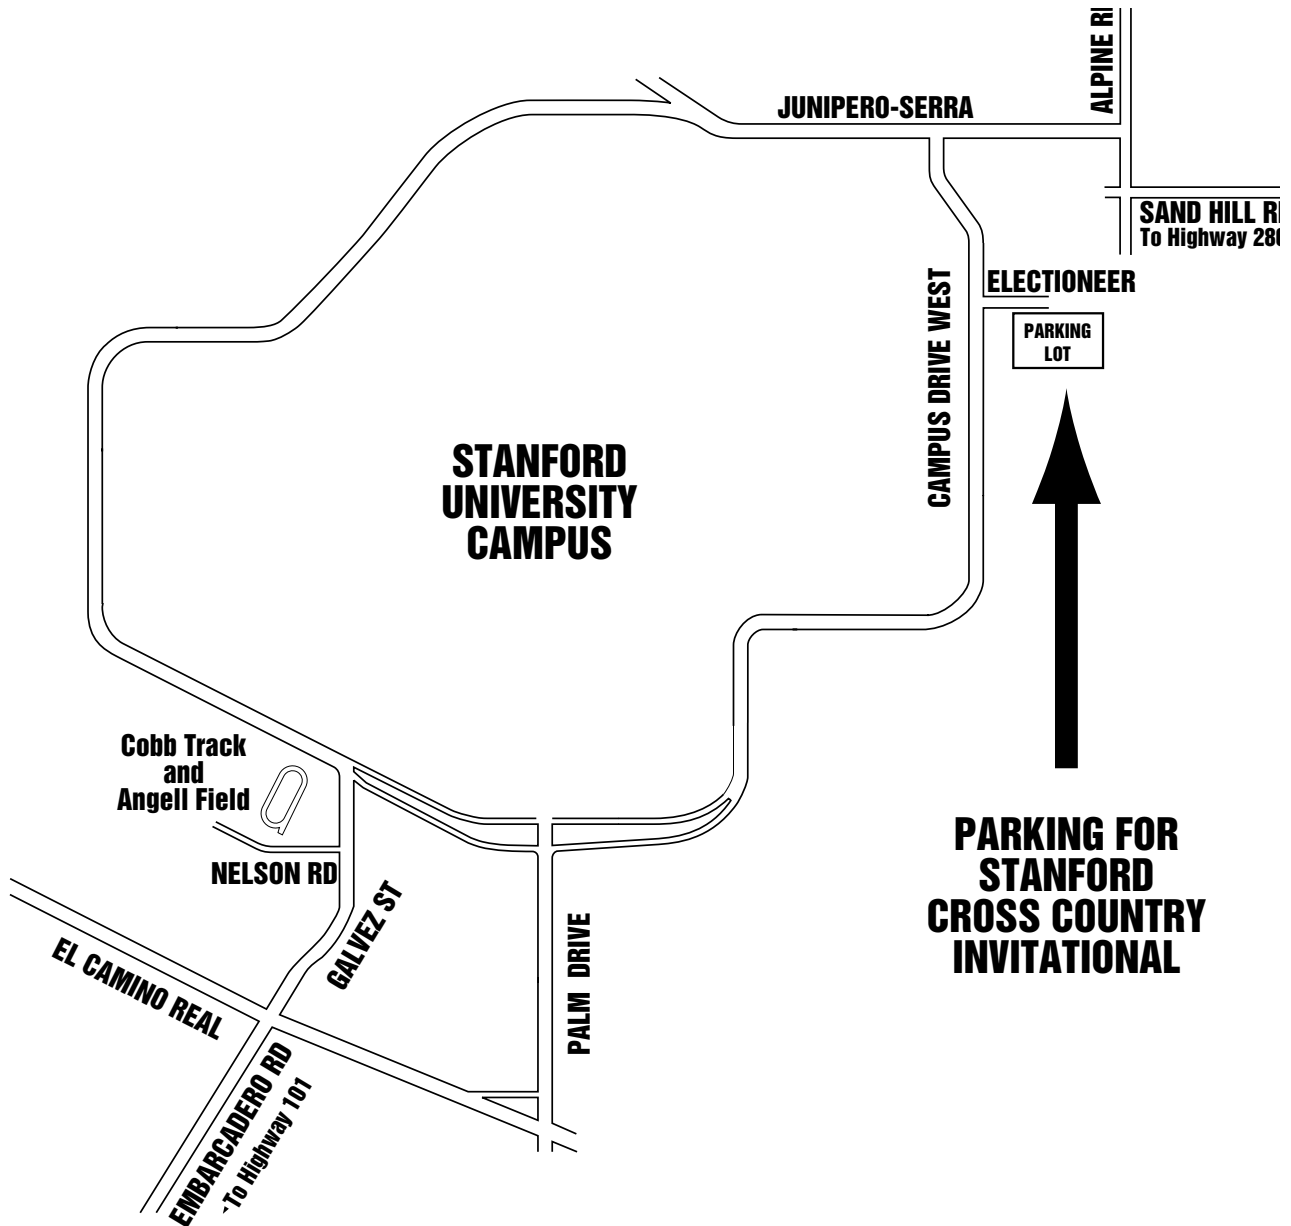 ALPINE R
JUNIPERO-SERRA
SAND HILL R
To Highway 28
ELECTIONEER
PARKING
LOT
CAMPUS DRIVE WEST
STANFORD
UNIVERSITY
CAMPUS
Cobb Track
and
Angell Field
NELSON RD
GALVEZ ST
PALM DRIVE
EL CAMINO REAL
EMBARCADERO RD
To Highway 101
PARKING FOR
STANFORD
CROSS COUNTRY
INVITATIONAL